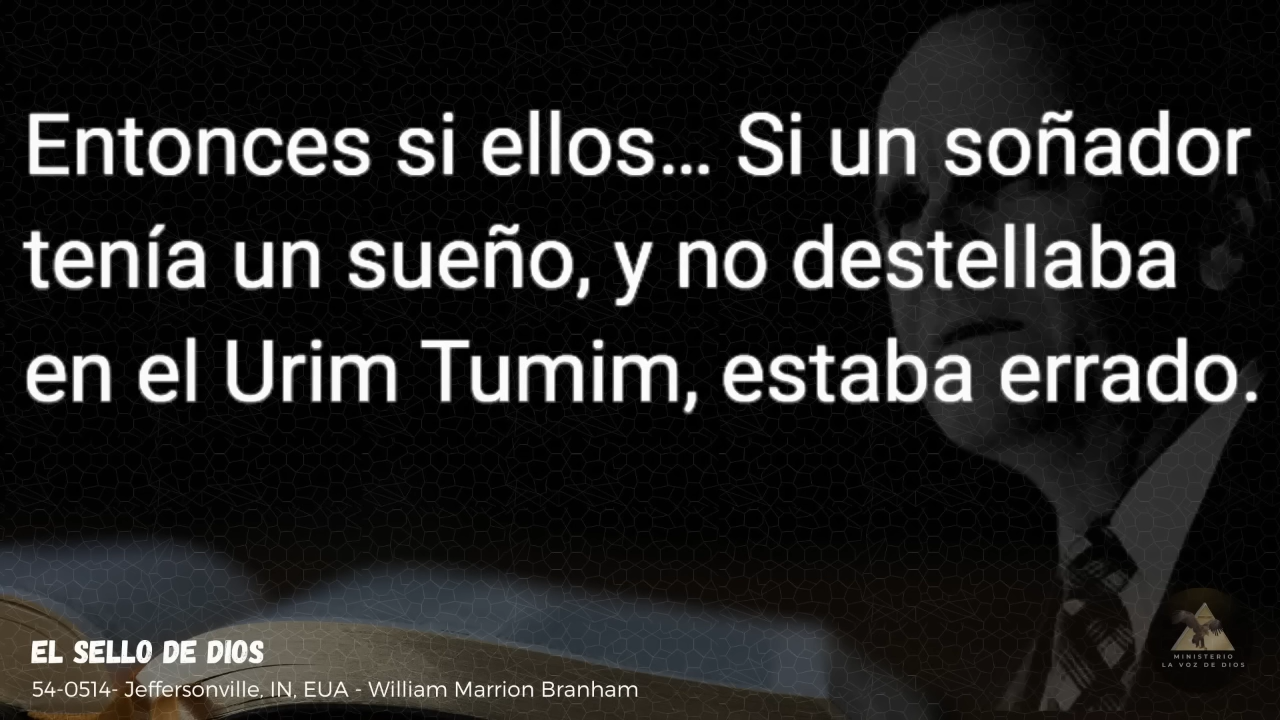 Entonces si ellos... Si un soñador
tenía un sueño, y no destellaba
en el Urim Tumim, estaba errado.
EL SELLO DE DIOS
54-0514- Jeffersonville, IN, EUA - William Marrion Branham
MINISTERIO
LA VOZ DE DIOS